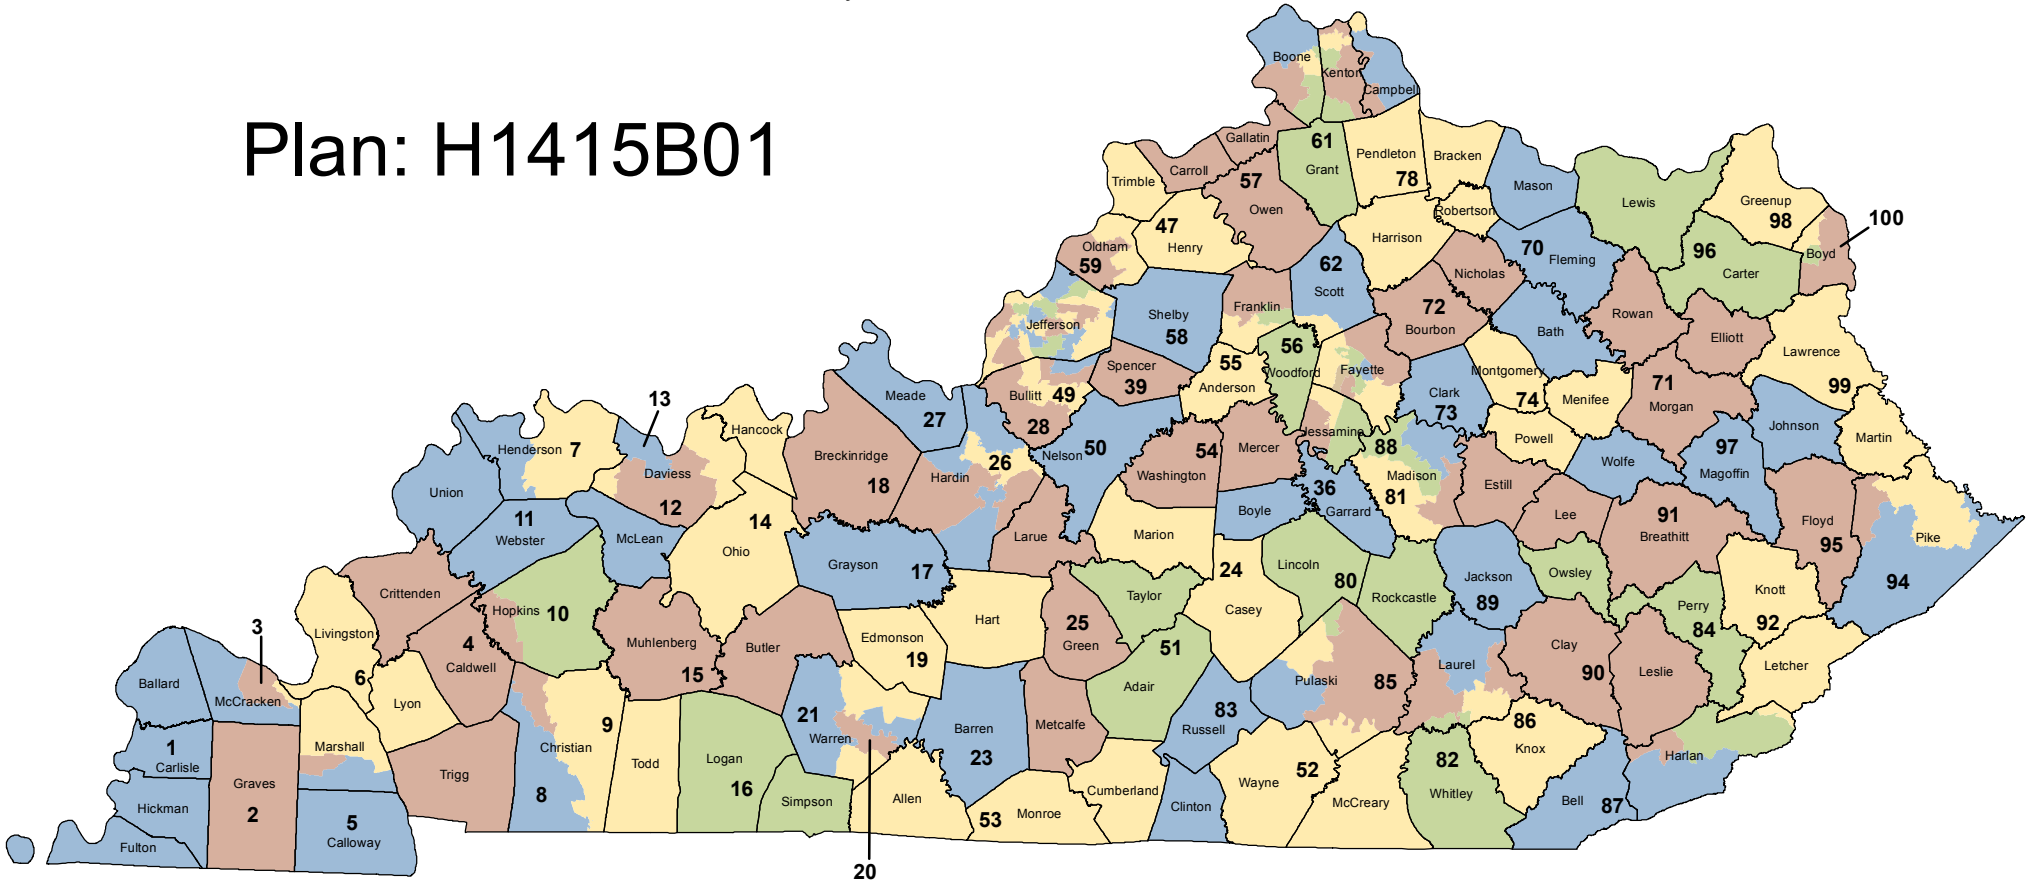 Plan: H1415B01
Boone
Kenton
Campbell
Gallatin
61
Pendleton
Bracken
Carroll
57
Grant
78
Mason
Trimble
Owen
Robertson
Lewis
Greenup
98
100
47
Henry
Harrison
Oldham
59
70
Fleming
96
Carter
Boyd
62
Scott
Nicholas
72
Bourbon
Franklin
Shelby
58
Jefferson
Rowan
Bath
Elliott
Lawrence
99
56
Woodford
55
Anderson
Spencer
39
Fayette
Montgomery
74
Clark
73
Menifee
71
Morgan
Bullitt
49
28
Meade
27
13
Hancock
Jessamine
88
Powell
Johnson
Martin
97
Magoffin
Wolfe
Henderson
7
Daviess
12
Breckinridge
18
Hardin
26
Nelson
50
54
Washington
Mercer
Madison
81
Estill
Union
11
Webster
McLean
14
Ohio
36
Garrard
Boyle
Lee
91
Breathitt
Floyd
95
Pike
94
Larue
Marion
Grayson
17
24
Casey
Lincoln
80
Rockcastle
Jackson
89
Owsley
Perry
84
Knott
92
Crittenden
Hopkins
10
Hart
Taylor
3
Livingston
6
4
Caldwell
Muhlenberg
15
Butler
Edmonson
19
25
Green
51
Adair
Clay
90
Leslie
Letcher
Laurel
Pulaski
85
Ballard
McCracken
Lyon
83
Russell
86
Knox
Metcalfe
Barren
23
21
Warren
9
Christian
Marshall
1
Carlisle
Harlan
Todd
Logan
16
82
Whitley
52
Wayne
Trigg
Graves
2
8
Simpson
Allen
Cumberland
Clinton
McCreary
Bell
87
Hickman
53
Monroe
5
Calloway
Fulton
20